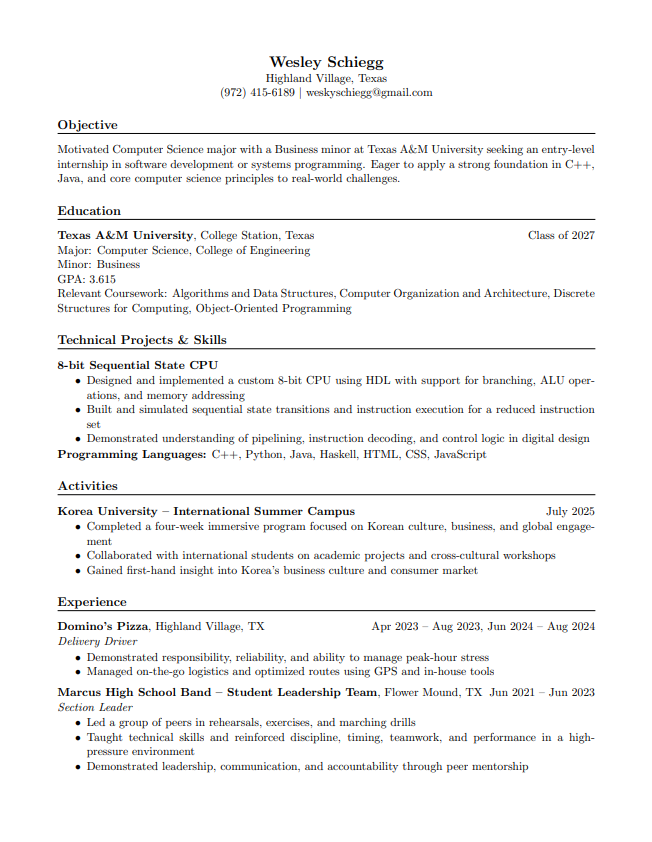 Wesley Schiegg
Highland Village, Texas
(972) 415-6189 | weskyschiegg@gmail.com
Objective
Motivated Computer Science major with a Business minor at Texas A&M University seeking an entry-level
internship in software development or systems programming. Eager to apply a strong foundation in C++,
Java, and core computer science principles to real-world challenges.
Education
Texas A&M University, College Station, Texas Class of 2027
Major: Computer Science, College of Engineering
Minor: Business
GPA: 3.615
Relevant Coursework: Algorithms and Data Structures, Computer Organization and Architecture, Discrete
Structures for Computing, Object-Oriented Programming
Technical Projects & Skills
8-bit Sequential State CPU
• Designed and implemented a custom 8-bit CPU using HDL with support for branching, ALU oper-
ations, and memory addressing
• Built and simulated sequential state transitions and instruction execution for a reduced instruction
set
• Demonstrated understanding of pipelining, instruction decoding, and control logic in digital design
Programming Languages: C++, Python, Java, Haskell, HTML, CSS, JavaScript
Activities
Korea University – International Summer Campus July 2025
• Completed a four-week immersive program focused on Korean culture, business, and global engage-
ment
• Collaborated with international students on academic projects and cross-cultural workshops
• Gained first-hand insight into Korea's business culture and consumer market
Experience
Domino's Pizza, Highland Village, TX Apr 2023 – Aug 2023, Jun 2024 – Aug 2024
Delivery Driver
• Demonstrated responsibility, reliability, and ability to manage peak-hour stress
• Managed on-the-go logistics and optimized routes using GPS and in-house tools
Marcus High School Band – Student Leadership Team, Flower Mound, TX Jun 2021 – Jun 2023
Section Leader
• Led a group of peers in rehearsals, exercises, and marching drills
• Taught technical skills and reinforced discipline, timing, teamwork, and performance in a high-
pressure environment
• Demonstrated leadership, communication, and accountability through peer mentorship